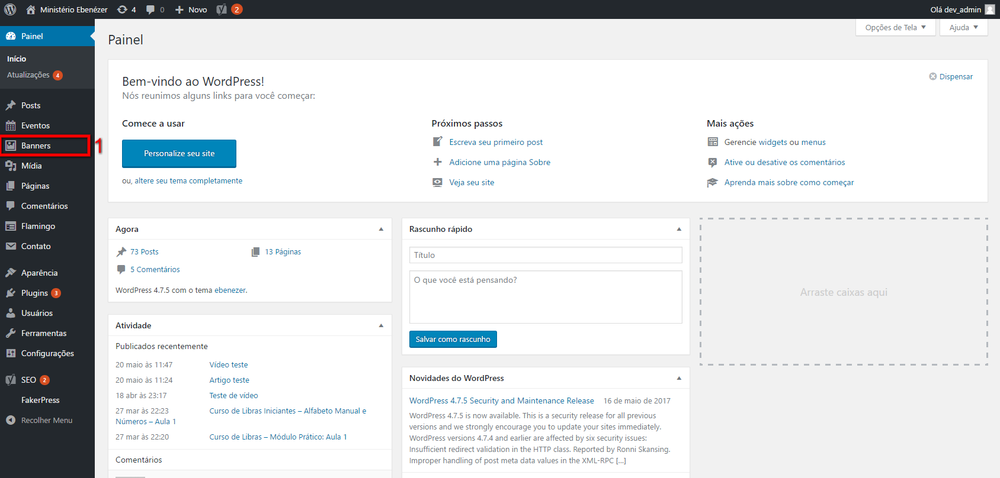 Ministério Ebenézer 4 0 Novo 2 Olá dev_admin
Painel
Início
Atualizações 4
Posts
Eventos
Banners 1
Mídia
Páginas
Comentários
Flamingo
Contato
Aparência
Plugins 3
Usuários
Ferramentas
Configurações
SEO 2
FakerPress
Recolher Menu
Opções de Tela Ajuda
Painel
Bem-vindo ao WordPress!
Dispensar
Nós reunimos alguns links para você começar:
Comece a usar
Personalize seu site
ou, altere seu tema completamente
Próximos passos
Escreva seu primeiro post
Adicione uma página Sobre
Veja seu site
Mais ações
Gerencie widgets ou menus
Ative ou desative os comentários
Aprenda mais sobre como começar
Agora
73 Posts 13 Páginas
5 Comentários
WordPress 4.7.5 com o tema ebenezer.
Atividade
Publicados recentemente
20 maio às 11:47 Vídeo teste
20 maio às 11:24 Artigo teste
18 abr às 23:17 Teste de vídeo
27 mar às 22:23 Curso de Libras Iniciantes – Alfabeto Manual e
Números – Aula 1
27 mar às 22:20 Curso de Libras – Módulo Prático: Aula 1
Comentários
Rascunho rápido
Título
O que você está pensando?
Salvar como rascunho
Novidades do WordPress
WordPress 4.7.5 Security and Maintenance Release 16 de maio de 2017
WordPress 4.7.5 is now available. This is a security release for all previous
versions and we strongly encourage you to update your sites immediately.
WordPress versions 4.7.4 and earlier are affected by six security issues:
Insufficient redirect validation in the HTTP class. Reported by Ronni Skansing.
Improper handling of post meta data values in the XML-RPC [...]
Arraste caixas aqui